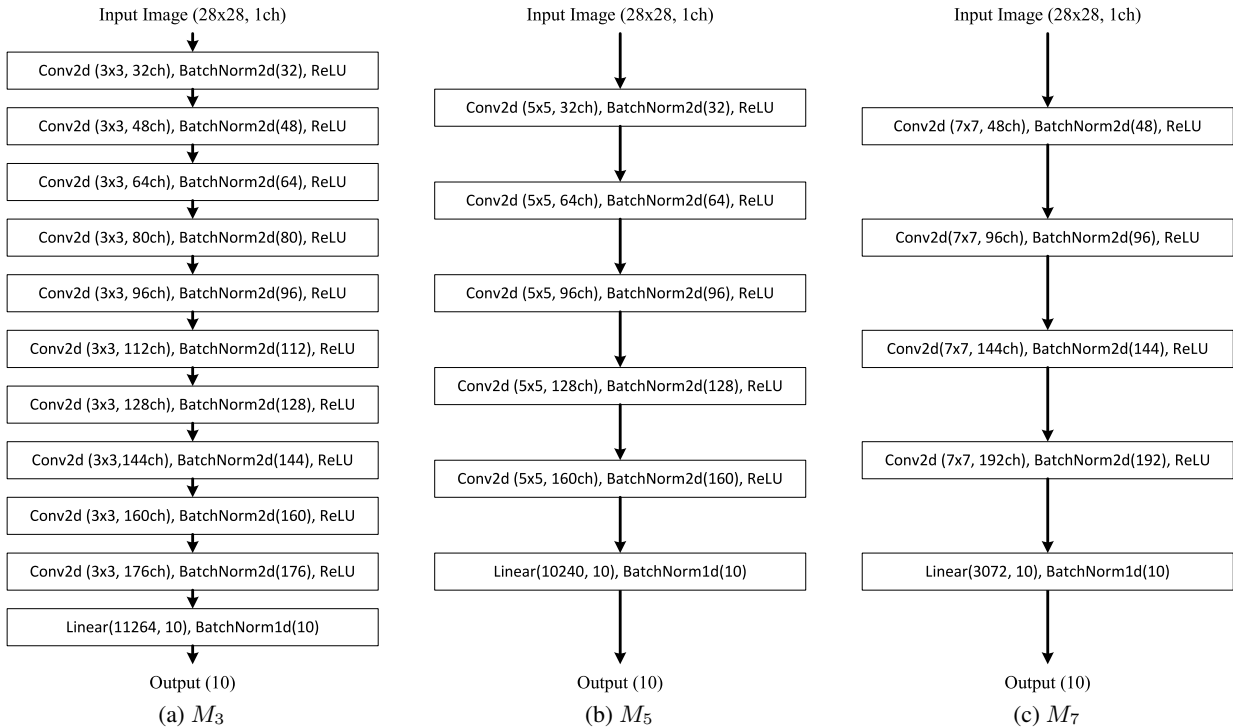 Input Image (28x28, 1ch)
Conv2d (3x3, 32ch), BatchNorm2d(32), ReLU
Conv2d (3x3, 48ch), BatchNorm2d(48), ReLU
Conv2d (3x3, 64ch), BatchNorm2d(64), ReLU
Conv2d (3x3, 80ch), BatchNorm2d(80), ReLU
Conv2d (3x3, 96ch), BatchNorm2d(96), ReLU
Conv2d (3x3, 112ch), BatchNorm2d(112), ReLU
Conv2d (3x3, 128ch), BatchNorm2d(128), ReLU
Conv2d (3x3,144ch), BatchNorm2d(144), ReLU
Conv2d (3x3, 160ch), BatchNorm2d(160), ReLU
Conv2d (3x3, 176ch), BatchNorm2d(176), ReLU
Linear(11264, 10), BatchNorm1d(10)
Output (10)
(a) M3
Input Image (28x28, 1ch)
Conv2d (5x5, 32ch), BatchNorm2d(32), ReLU
Conv2d (5x5, 64ch), BatchNorm2d(64), ReLU
Conv2d (5x5, 96ch), BatchNorm2d(96), ReLU
Conv2d (5x5, 128ch), BatchNorm2d(128), ReLU
Conv2d (5x5, 160ch), BatchNorm2d(160), ReLU
Linear(10240, 10), BatchNorm1d(10)
Output (10)
(b) M5
Input Image (28x28, 1ch)
Conv2d (7x7, 48ch), BatchNorm2d(48), ReLU
Conv2d(7x7, 96ch), BatchNorm2d(96), ReLU
Conv2d(7x7, 144ch), BatchNorm2d(144), ReLU
Conv2d (7x7, 192ch), BatchNorm2d(192), ReLU
Linear(3072, 10), BatchNorm1d(10)
Output (10)
(c) M7